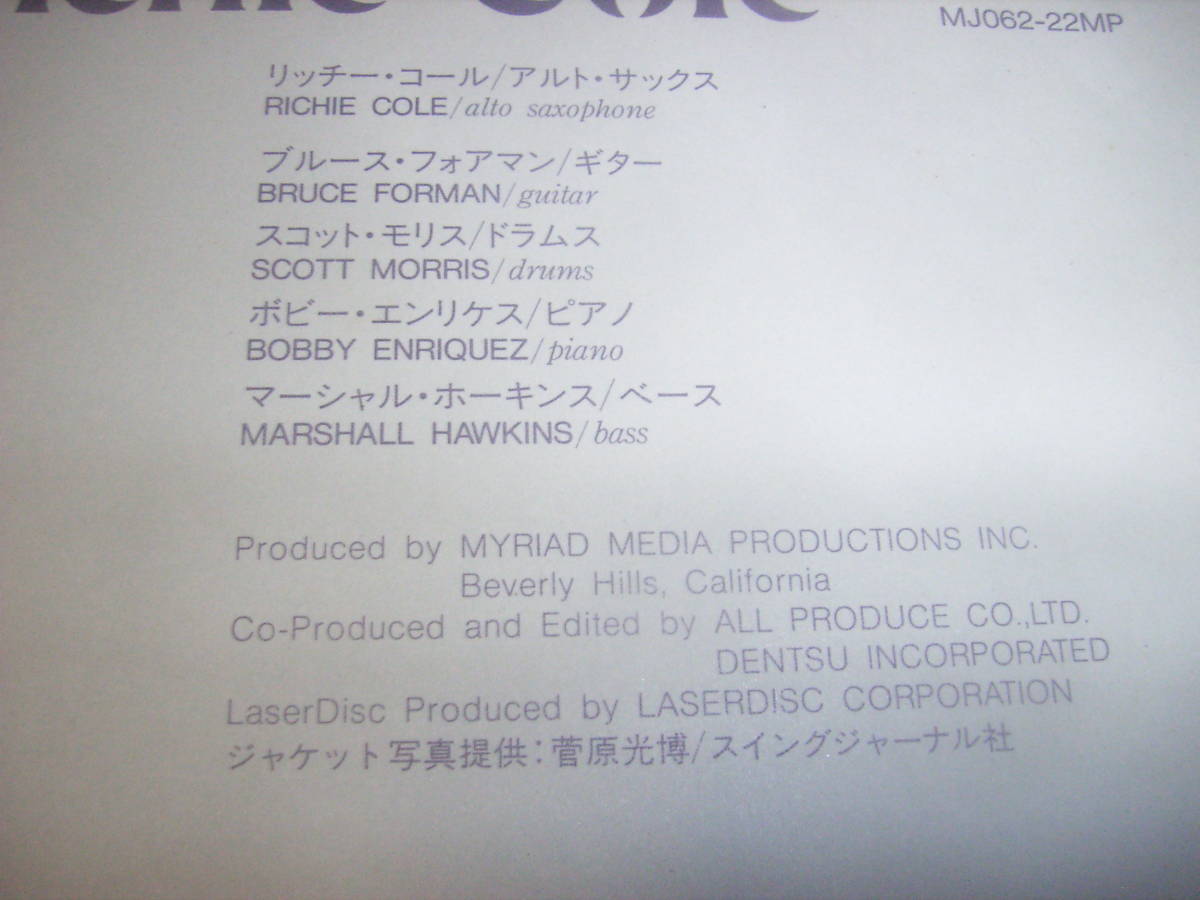 Richie Cole
MJ062-22MP
リッチー・コール/アルト・サックス
RICHIE COLE/alto saxophone
ブルース・フォアマン/ギター
BRUCE FORMAN/guitar
スコット・モリス/ドラムス
SCOTT MORRIS/drums
ボビー・エンリケス/ピアノ
BOBBY ENRIQUEZ/piano
マーシャル・ホーキンス/ベース
MARSHALL HAWKINS/bass
Produced by MYRIAD MEDIA PRODUCTIONS INC.
Beverly Hills, California
Co-Produced and Edited by ALL PRODUCE CO.,LTD.
DENTSU INCORPORATED
LaserDisc Produced by LASERDISC CORPORATION
ジャケット写真提供:菅原光博/スイングジャーナル社